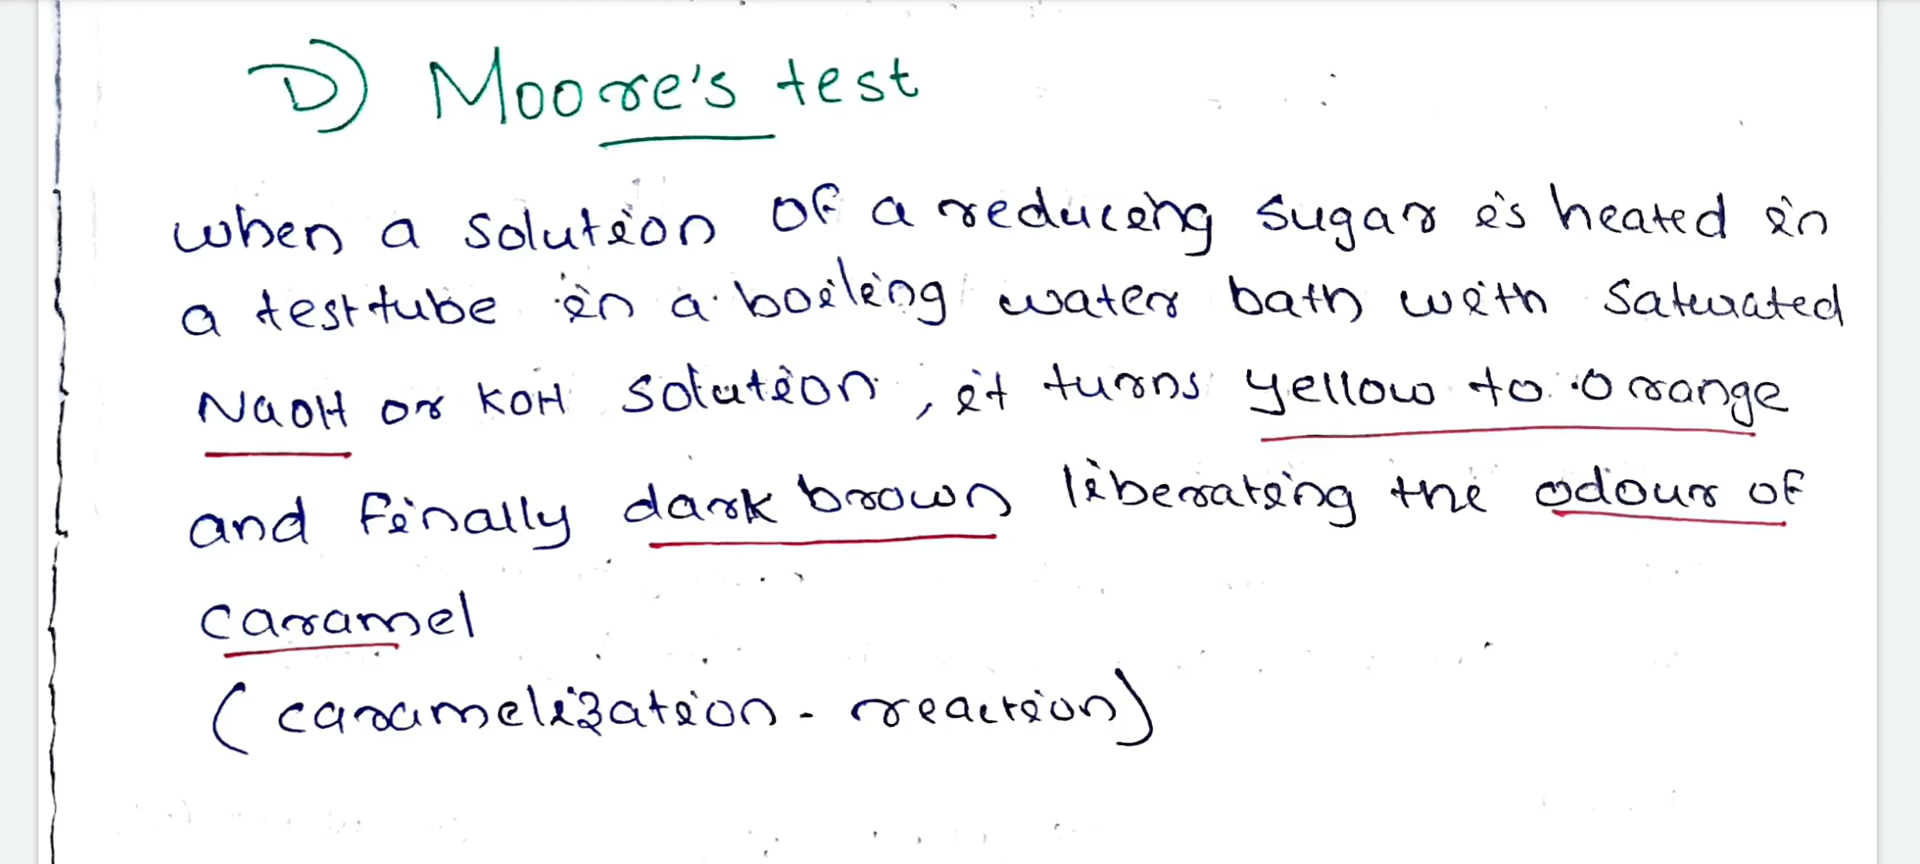 D) Moore's test
when a solution of a reducing sugar is heated in
a test tube in a boiling water bath with saturated
NaOH or KOH solution, it turns yellow to orange
and finally dark brown liberating the odour of
caramel
(caramelization - reaction)